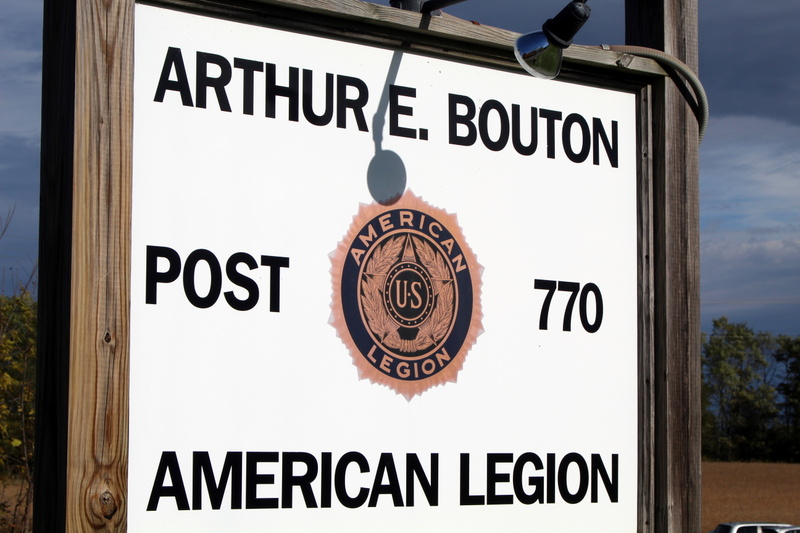 ARTHUR E. BOUTON
POST 770
AMERICAN
U·S
LEGION
AMERICAN LEGION